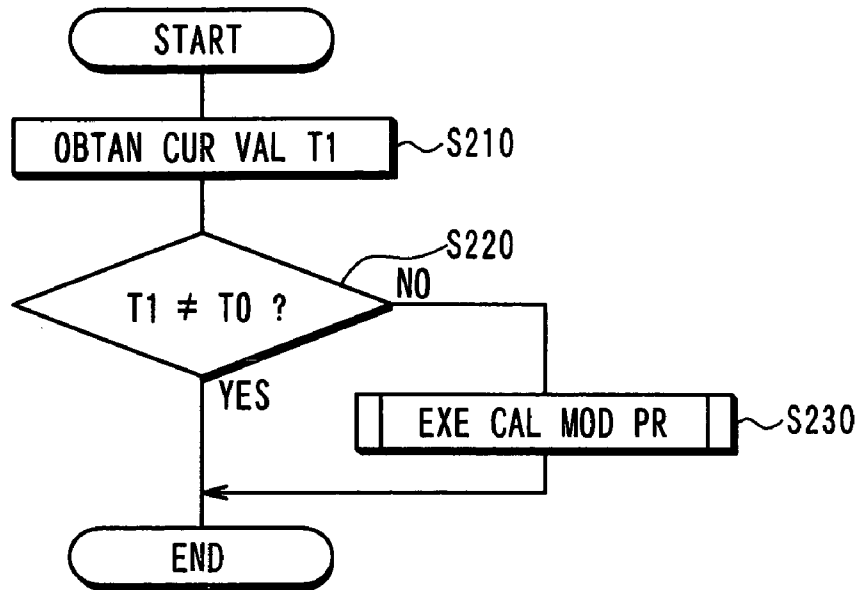 START
OBTAN CUR VAL T1
S210
S220
T1 ≠ T0 ?
NO
YES
EXE CAL MOD PR
S230
END